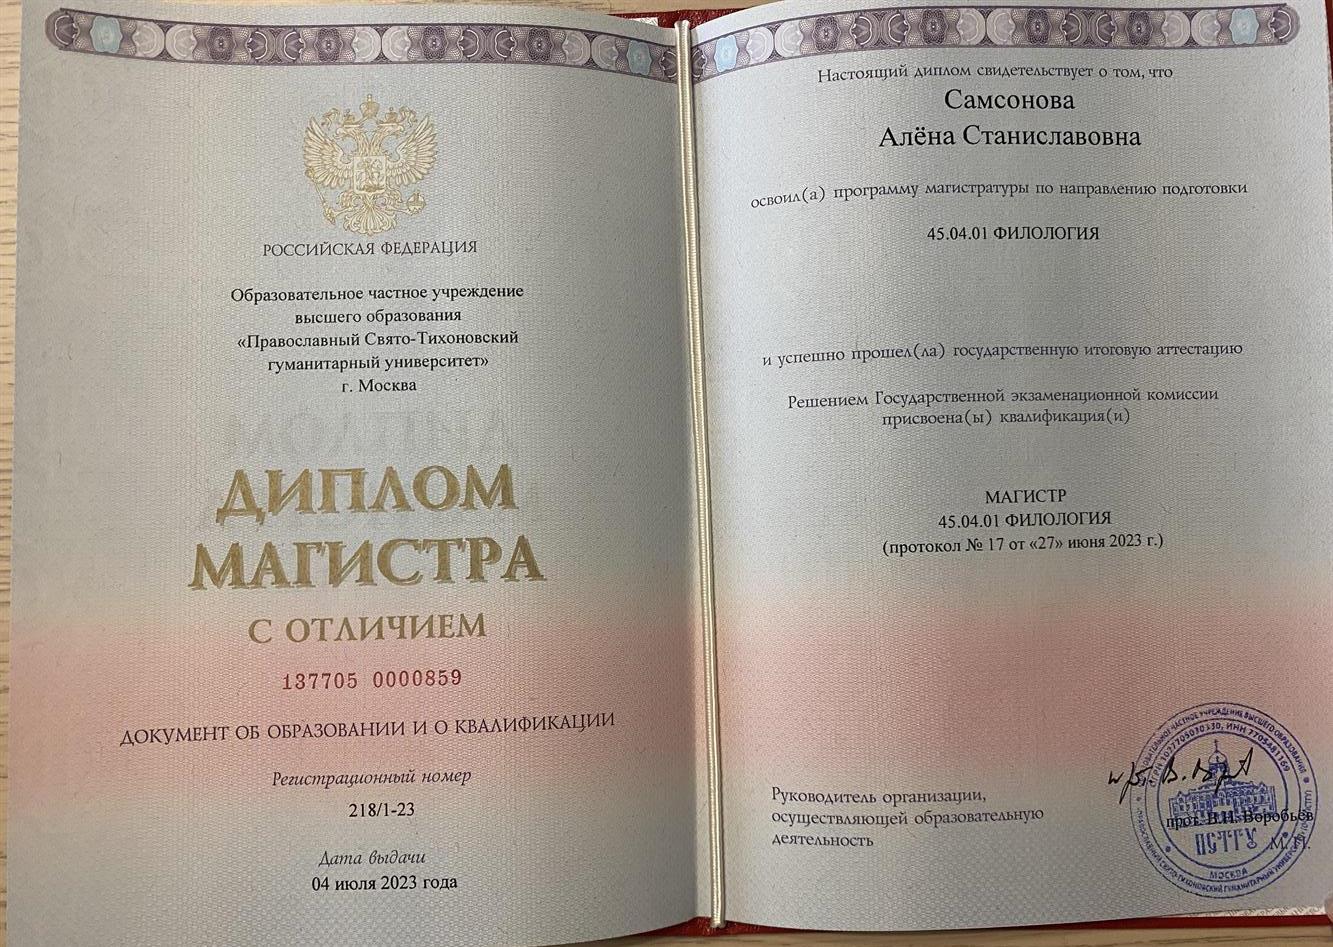 РОССИЙСКАЯ ФЕДЕРАЦИЯ
Образовательное частное учреждение
высшего образования
«Православный Свято-Тихоновский
гуманитарный университет»
г. Москва
ДИПЛОМ
МАГИСТРА
С ОТЛИЧИЕМ
137705 0000859
ДОКУМЕНТ ОБ ОБРАЗОВАНИИ И О КВАЛИФИКАЦИИ
Регистрационный номер
218/1-23
Дата выдачи
04 июля 2023 года
Настоящий диплом свидетельствует о том, что
Самсонова
Алёна Станиславовна
освоил(а) программу магистратуры по направлению подготовки
45.04.01 ФИЛОЛОГИЯ
и успешно прошел(ла) государственную итоговую аттестацию
Решением Государственной экзаменационной комиссии
присвоена(ы) квалификация(и)
МАГИСТР
45.04.01 ФИЛОЛОГИЯ
(протокол № 17 от «27» июня 2023 г.)
Руководитель организации,
осуществляющей образовательную
деятельность
прот. В.Н. Воробьев
М.П.
ПСТГУ
МОСКВА